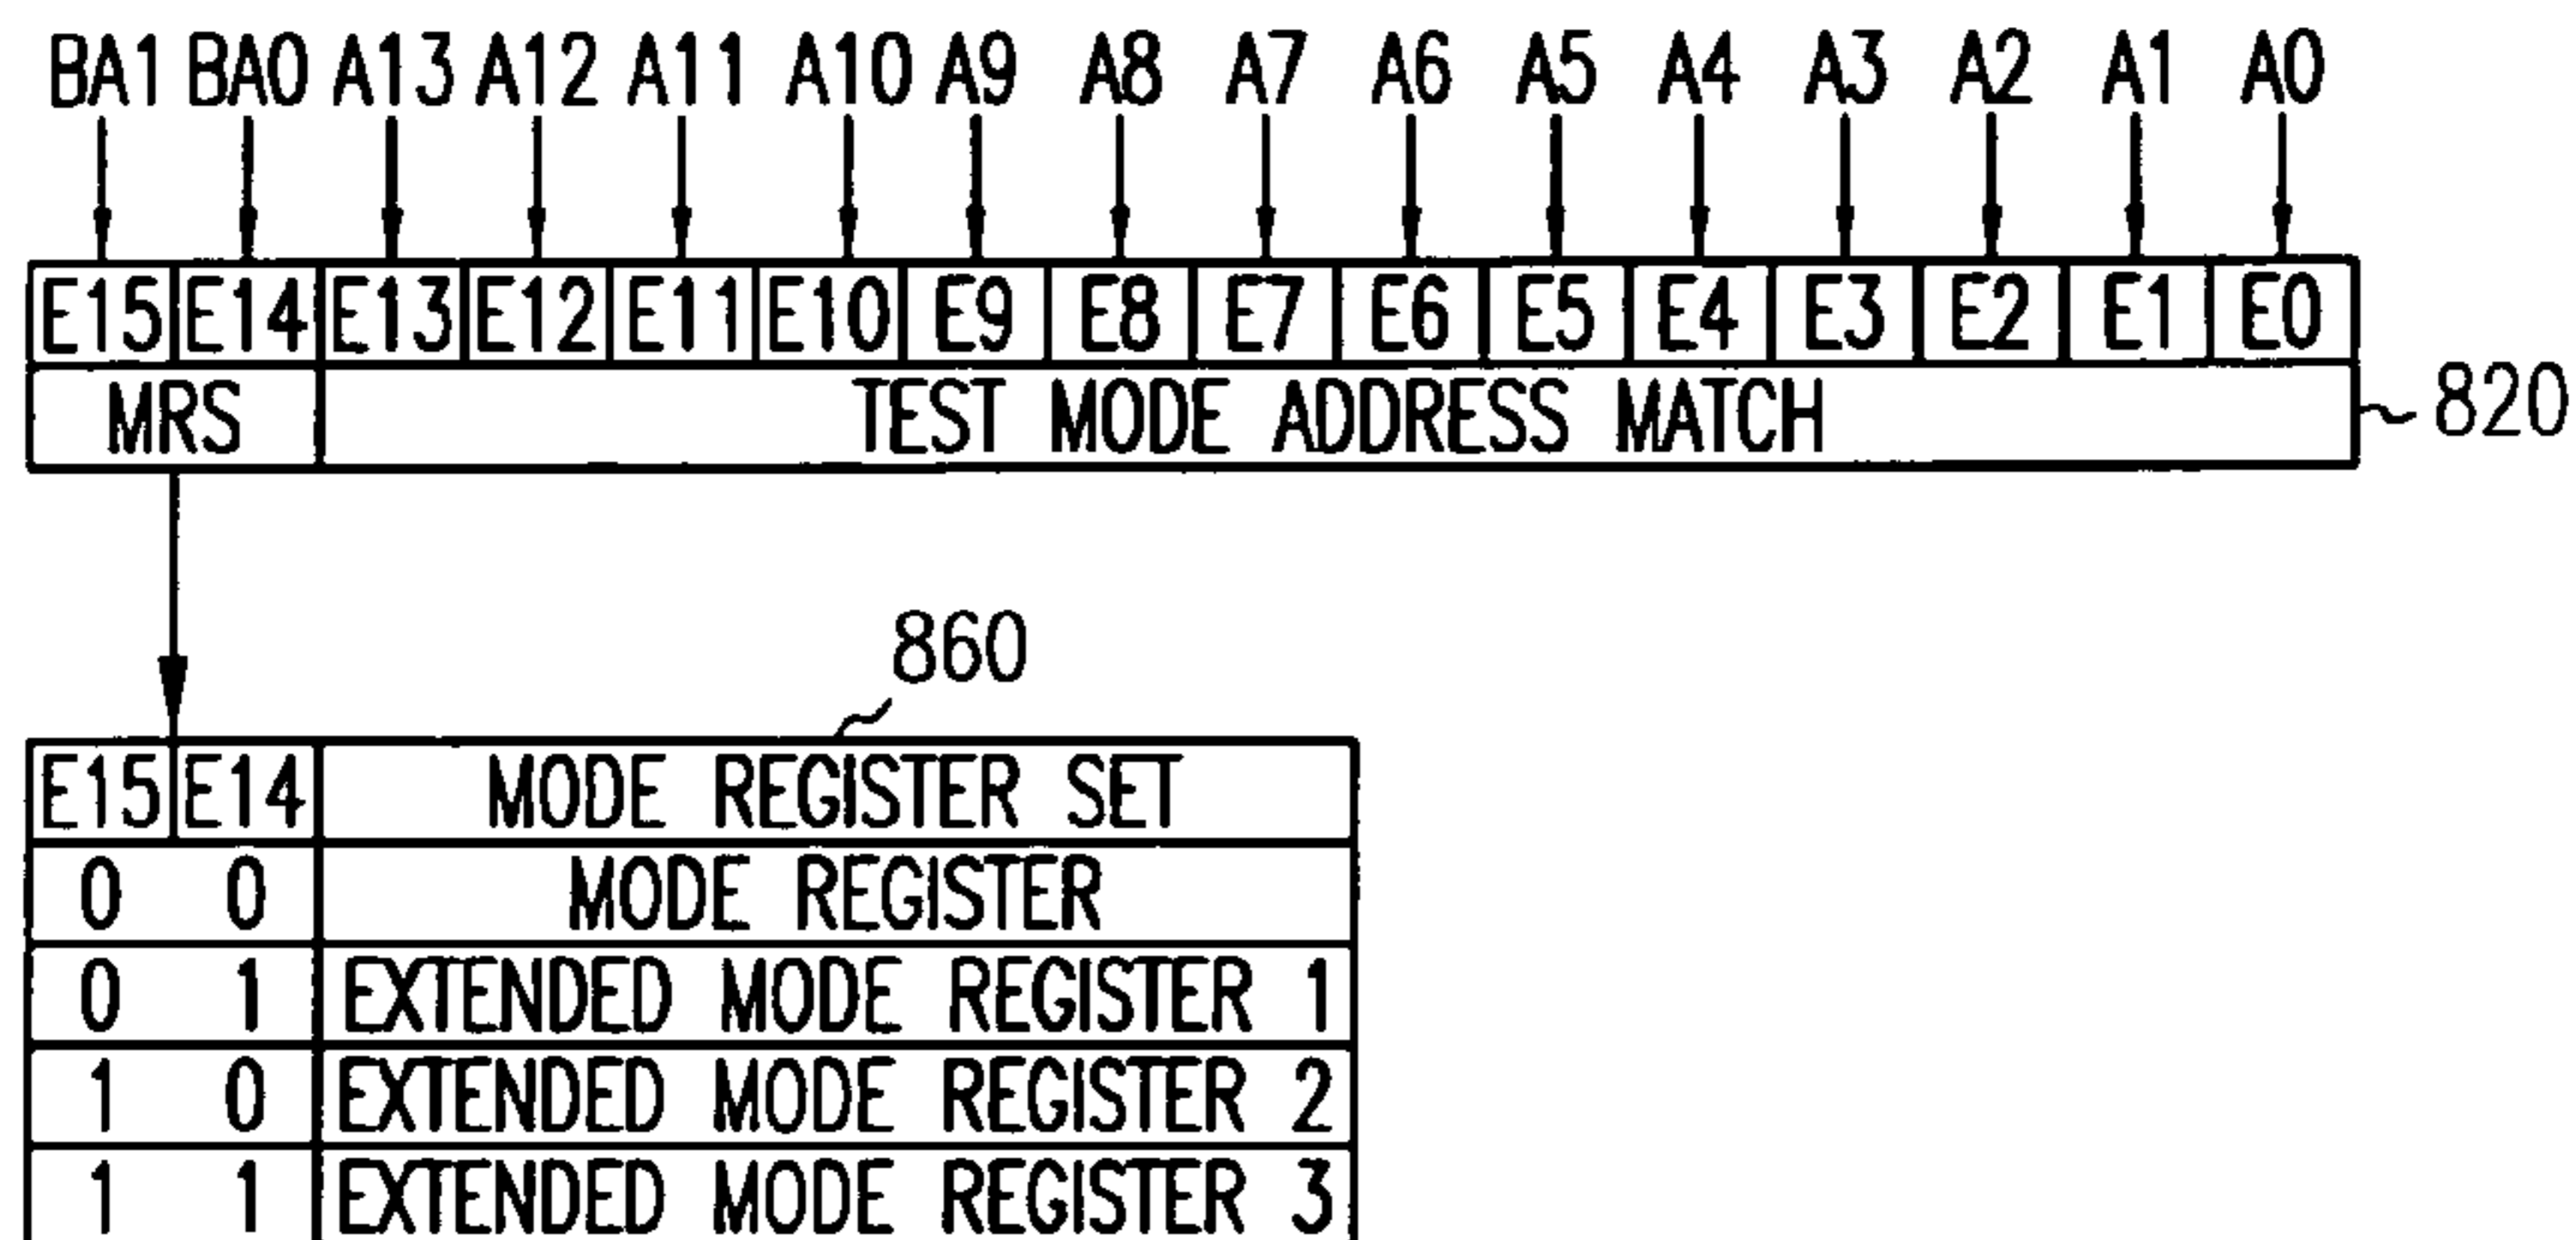 BA1 BA0 A13 A12 A11 A10 A9 A8 A7 A6 A5 A4 A3 A2 A1 A0
E15 E14 E13 E12 E11 E10 E9 E8 E7 E6 E5 E4 E3 E2 E1 E0
MRS TEST MODE ADDRESS MATCH 820
860
E15 E14 MODE REGISTER SET
0 0 MODE REGISTER
0 1 EXTENDED MODE REGISTER 1
1 0 EXTENDED MODE REGISTER 2
1 1 EXTENDED MODE REGISTER 3